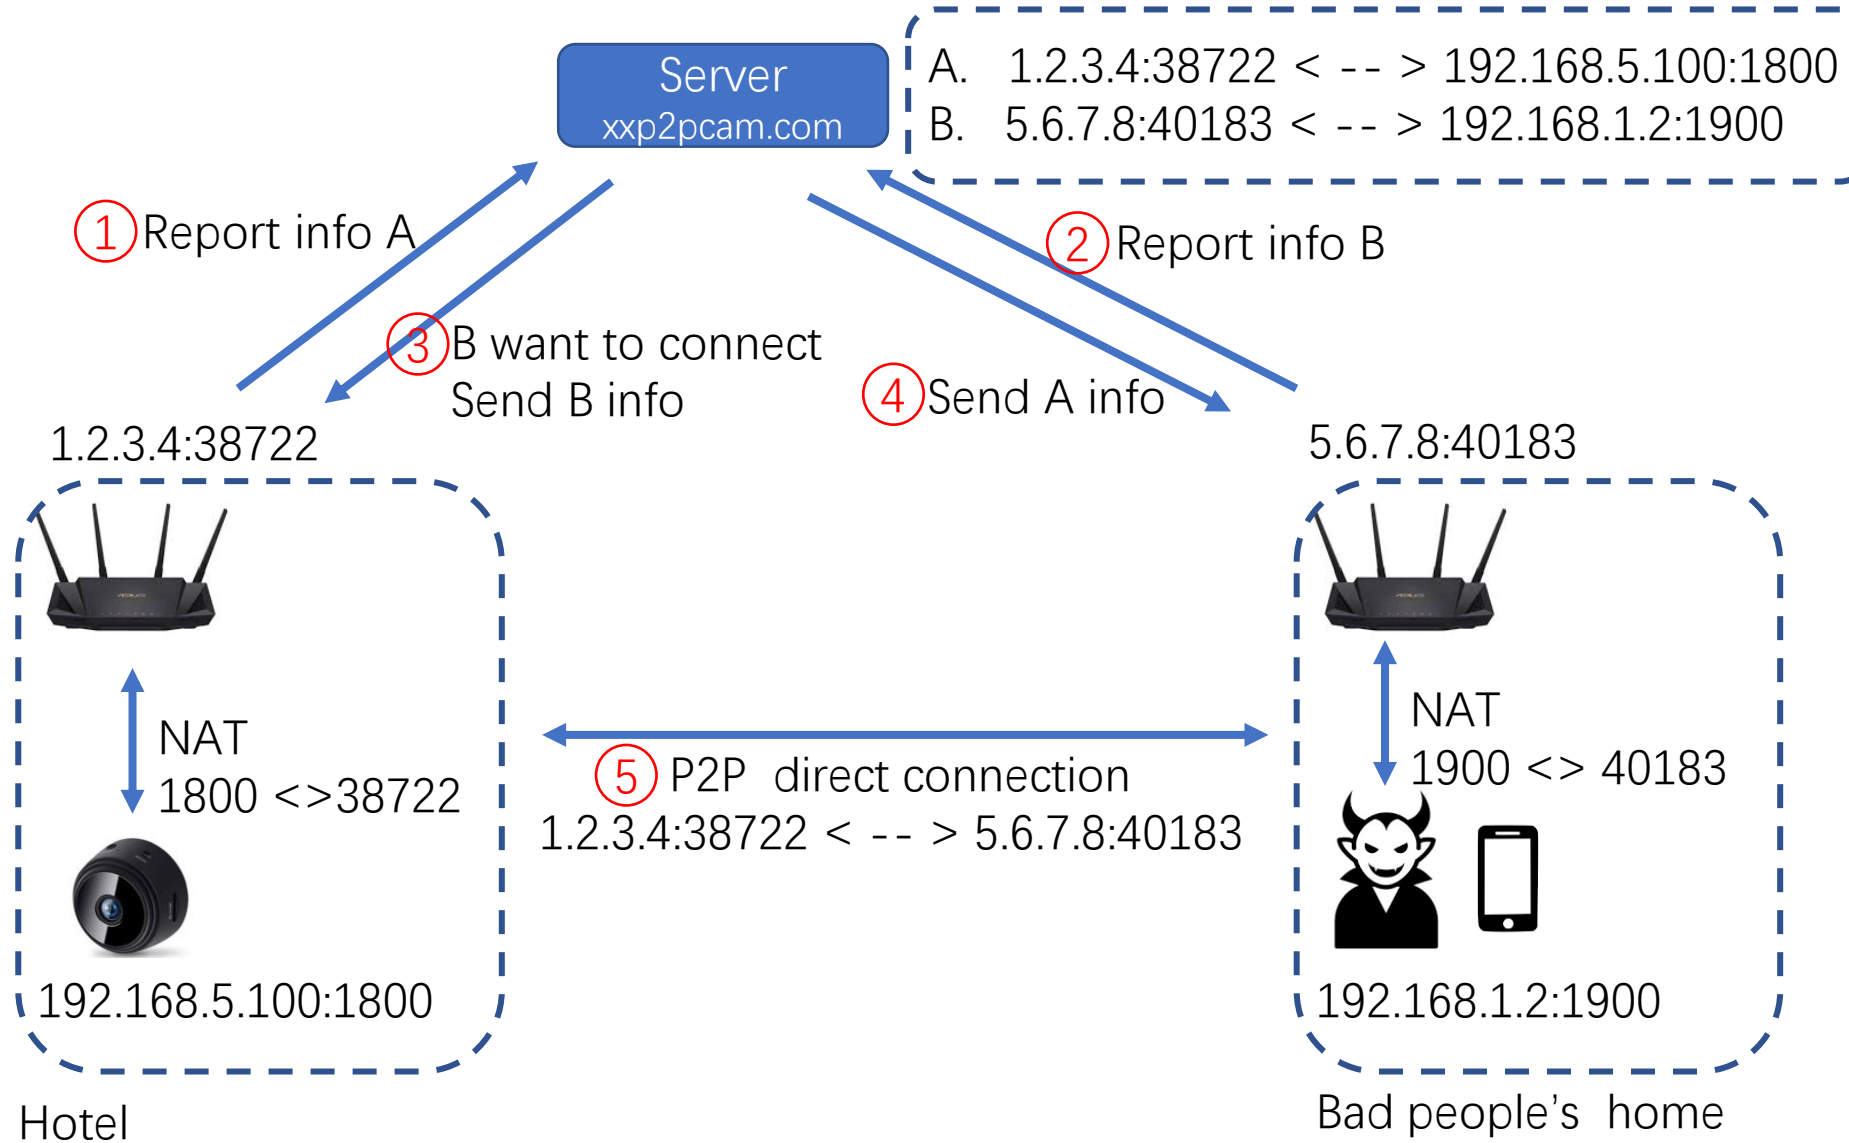 Server
xxp2pcam.com
A. 1.2.3.4:38722 < -- > 192.168.5.100:1800
B. 5.6.7.8:40183 < -- > 192.168.1.2:1900
1 Report info A
2 Report info B
3 B want to connect
Send B info
4 Send A info
1.2.3.4:38722
5.6.7.8:40183
NAT
1800 <>38722
NAT
1900 <> 40183
5 P2P direct connection
1.2.3.4:38722 < -- > 5.6.7.8:40183
192.168.5.100:1800
192.168.1.2:1900
Hotel
Bad people's home